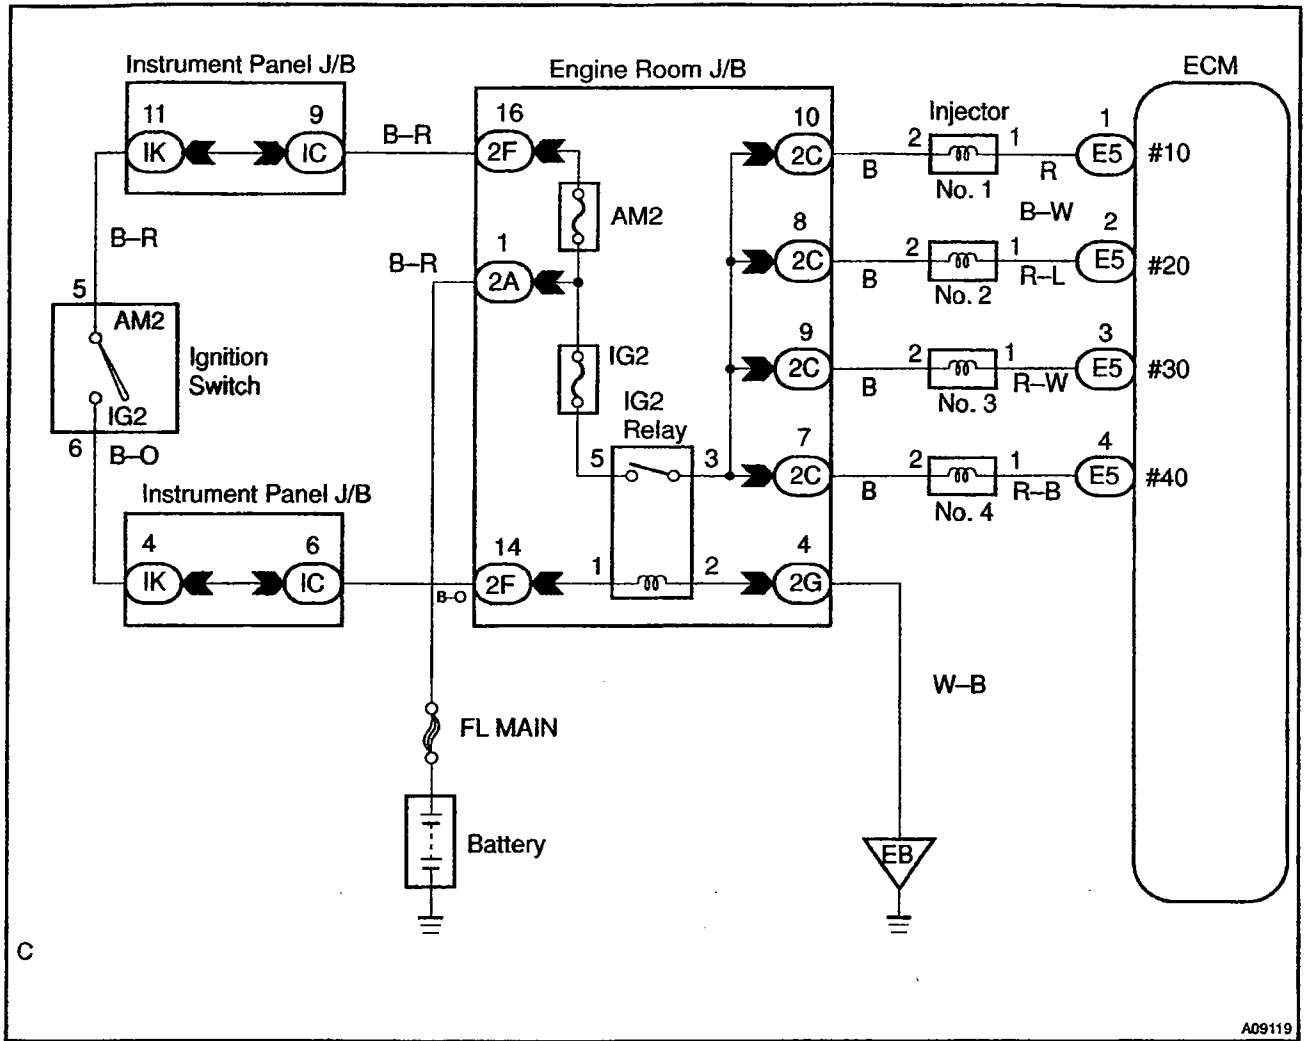 Instrument Panel J/B
Engine Room J/B
ECM
11
9
16
10
Injector
1
IK
IC
B–R
2F
2C
2
1
E5
#10
B
R
No. 1
AM2
B–W
B–R
8
2
1
B–R
2A
2C
2
1
E5
#20
B
R–L
No. 2
5
AM2
9
3
Ignition
Switch
IG2
2C
2
1
E5
#30
B
R–W
No. 3
IG2
Relay
IG2
6
B–O
7
4
5
3
2C
2
1
E5
#40
B
R–B
No. 4
Instrument Panel J/B
4
6
14
4
IK
IC
B–O
2F
1
2
2G
W–B
FL MAIN
Battery
EB
C
A09119